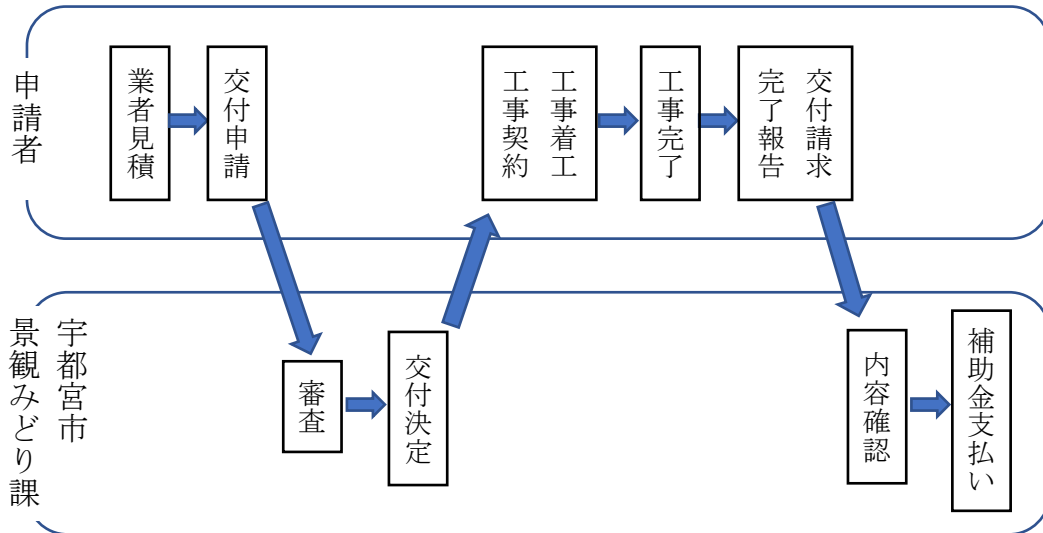 申請者
業者見積
交付申請
工事着工
工事契約
工事完了
交付請求
完了報告
宇都宮市
景観みどり課
審査
交付決定
内容確認
補助金支払い